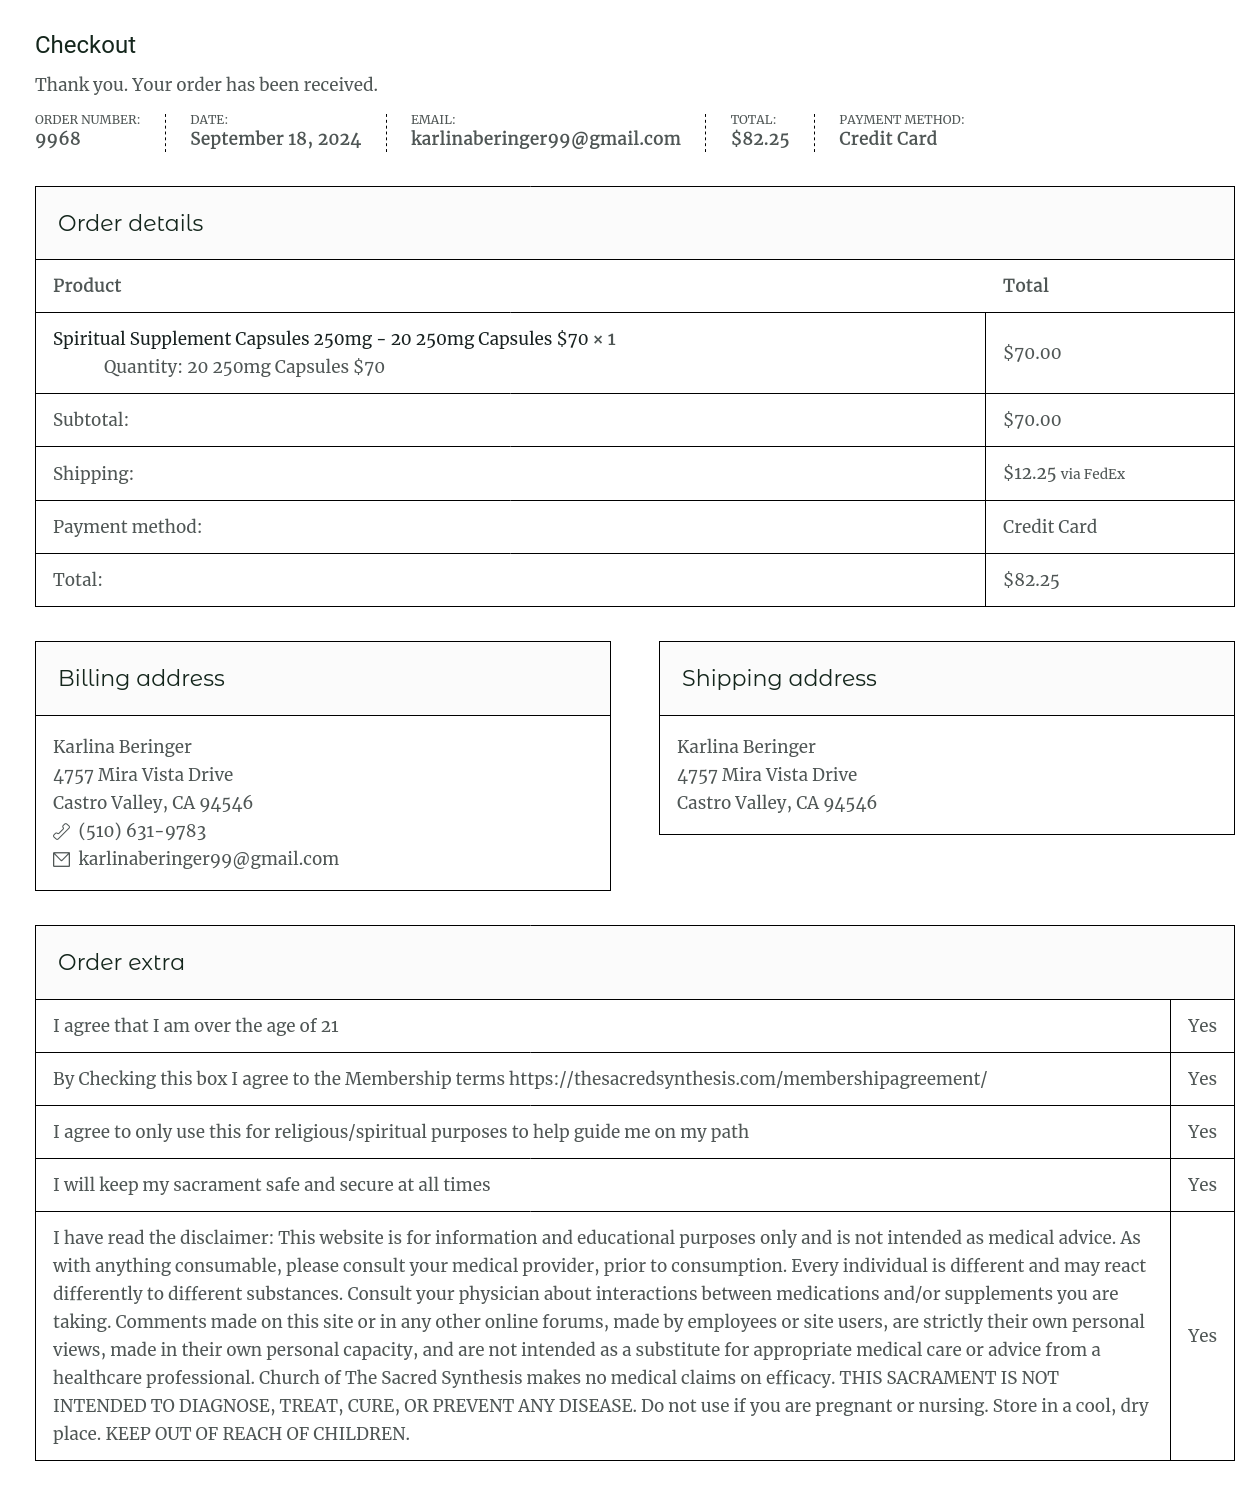 Checkout
Thank you. Your order has been received.
ORDER NUMBER:
9968
DATE:
September 18, 2024
EMAIL:
karlinaberinger99@gmail.com
TOTAL:
$82.25
PAYMENT METHOD:
Credit Card
Order details
Product Total
Spiritual Supplement Capsules 250mg - 20 250mg Capsules $70 × 1
Quantity: 20 250mg Capsules $70
$70.00
Subtotal: $70.00
Shipping: $12.25 via FedEx
Payment method: Credit Card
Total: $82.25
Billing address
Karlina Beringer
4757 Mira Vista Drive
Castro Valley, CA 94546
(510) 631-9783
karlinaberinger99@gmail.com
Shipping address
Karlina Beringer
4757 Mira Vista Drive
Castro Valley, CA 94546
Order extra
I agree that I am over the age of 21 Yes
By Checking this box I agree to the Membership terms https://thesacredsynthesis.com/membershipagreement/ Yes
I agree to only use this for religious/spiritual purposes to help guide me on my path Yes
I will keep my sacrament safe and secure at all times Yes
I have read the disclaimer: This website is for information and educational purposes only and is not intended as medical advice. As
with anything consumable, please consult your medical provider, prior to consumption. Every individual is different and may react
differently to different substances. Consult your physician about interactions between medications and/or supplements you are
taking. Comments made on this site or in any other online forums, made by employees or site users, are strictly their own personal
views, made in their own personal capacity, and are not intended as a substitute for appropriate medical care or advice from a
healthcare professional. Church of The Sacred Synthesis makes no medical claims on efficacy. THIS SACRAMENT IS NOT
INTENDED TO DIAGNOSE, TREAT, CURE, OR PREVENT ANY DISEASE. Do not use if you are pregnant or nursing. Store in a cool, dry
place. KEEP OUT OF REACH OF CHILDREN.
Yes